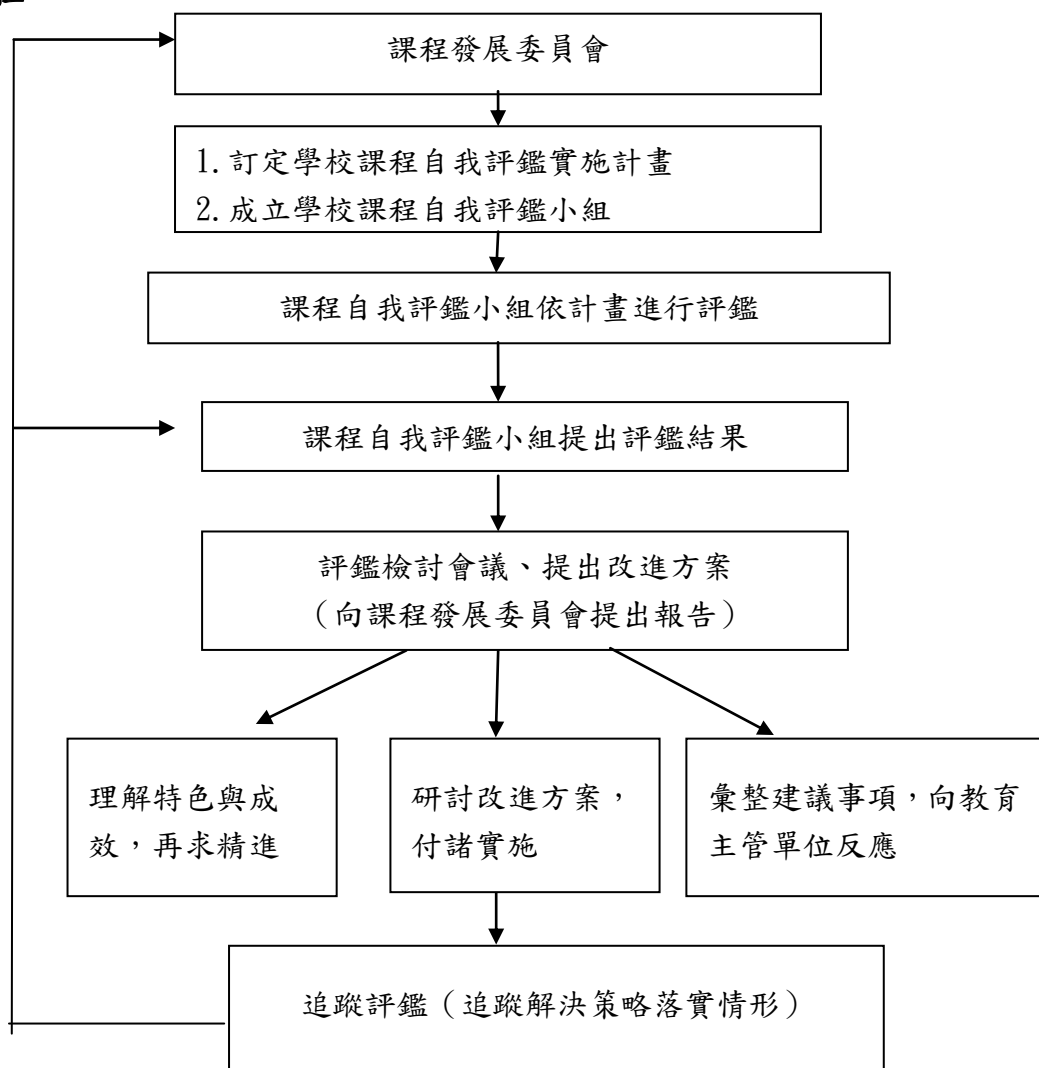 課程發展委員會
1.訂定學校課程自我評鑑實施計畫
2.成立學校課程自我評鑑小組
課程自我評鑑小組依計畫進行評鑑
課程自我評鑑小組提出評鑑結果
評鑑檢討會議、提出改進方案
（向課程發展委員會提出報告）
理解特色與成
效，再求精進
研討改進方案，
付諸實施
彙整建議事項，向教育
主管單位反應
追蹤評鑑（追蹤解決策略落實情形）